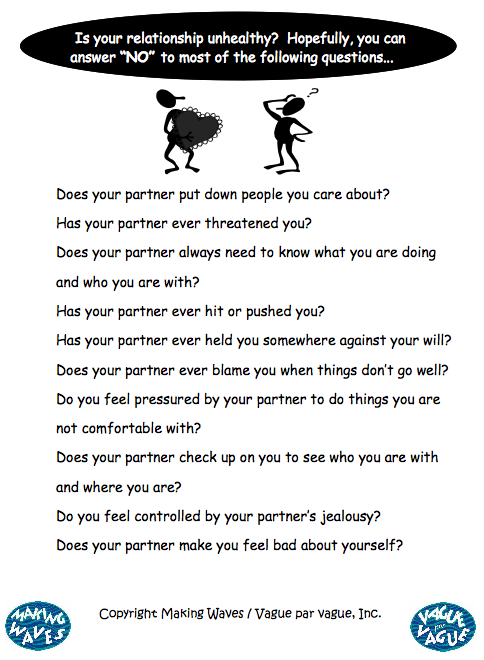 Is your relationship unhealthy? Hopefully, you can
answer "NO" to most of the following questions...
?
Does your partner put down people you care about?
Has your partner ever threatened you?
Does your partner always need to know what you are doing
and who you are with?
Has your partner ever hit or pushed you?
Has your partner ever held you somewhere against your will?
Does your partner ever blame you when things don't go well?
Do you feel pressured by your partner to do things you are
not comfortable with?
Does your partner check up on you to see who you are with
and where you are?
Do you feel controlled by your partner's jealousy?
Does your partner make you feel bad about yourself?
MAKING
WAVES
Copyright Making Waves / Vague par vague, Inc.
VAGUE
par
VAGUE